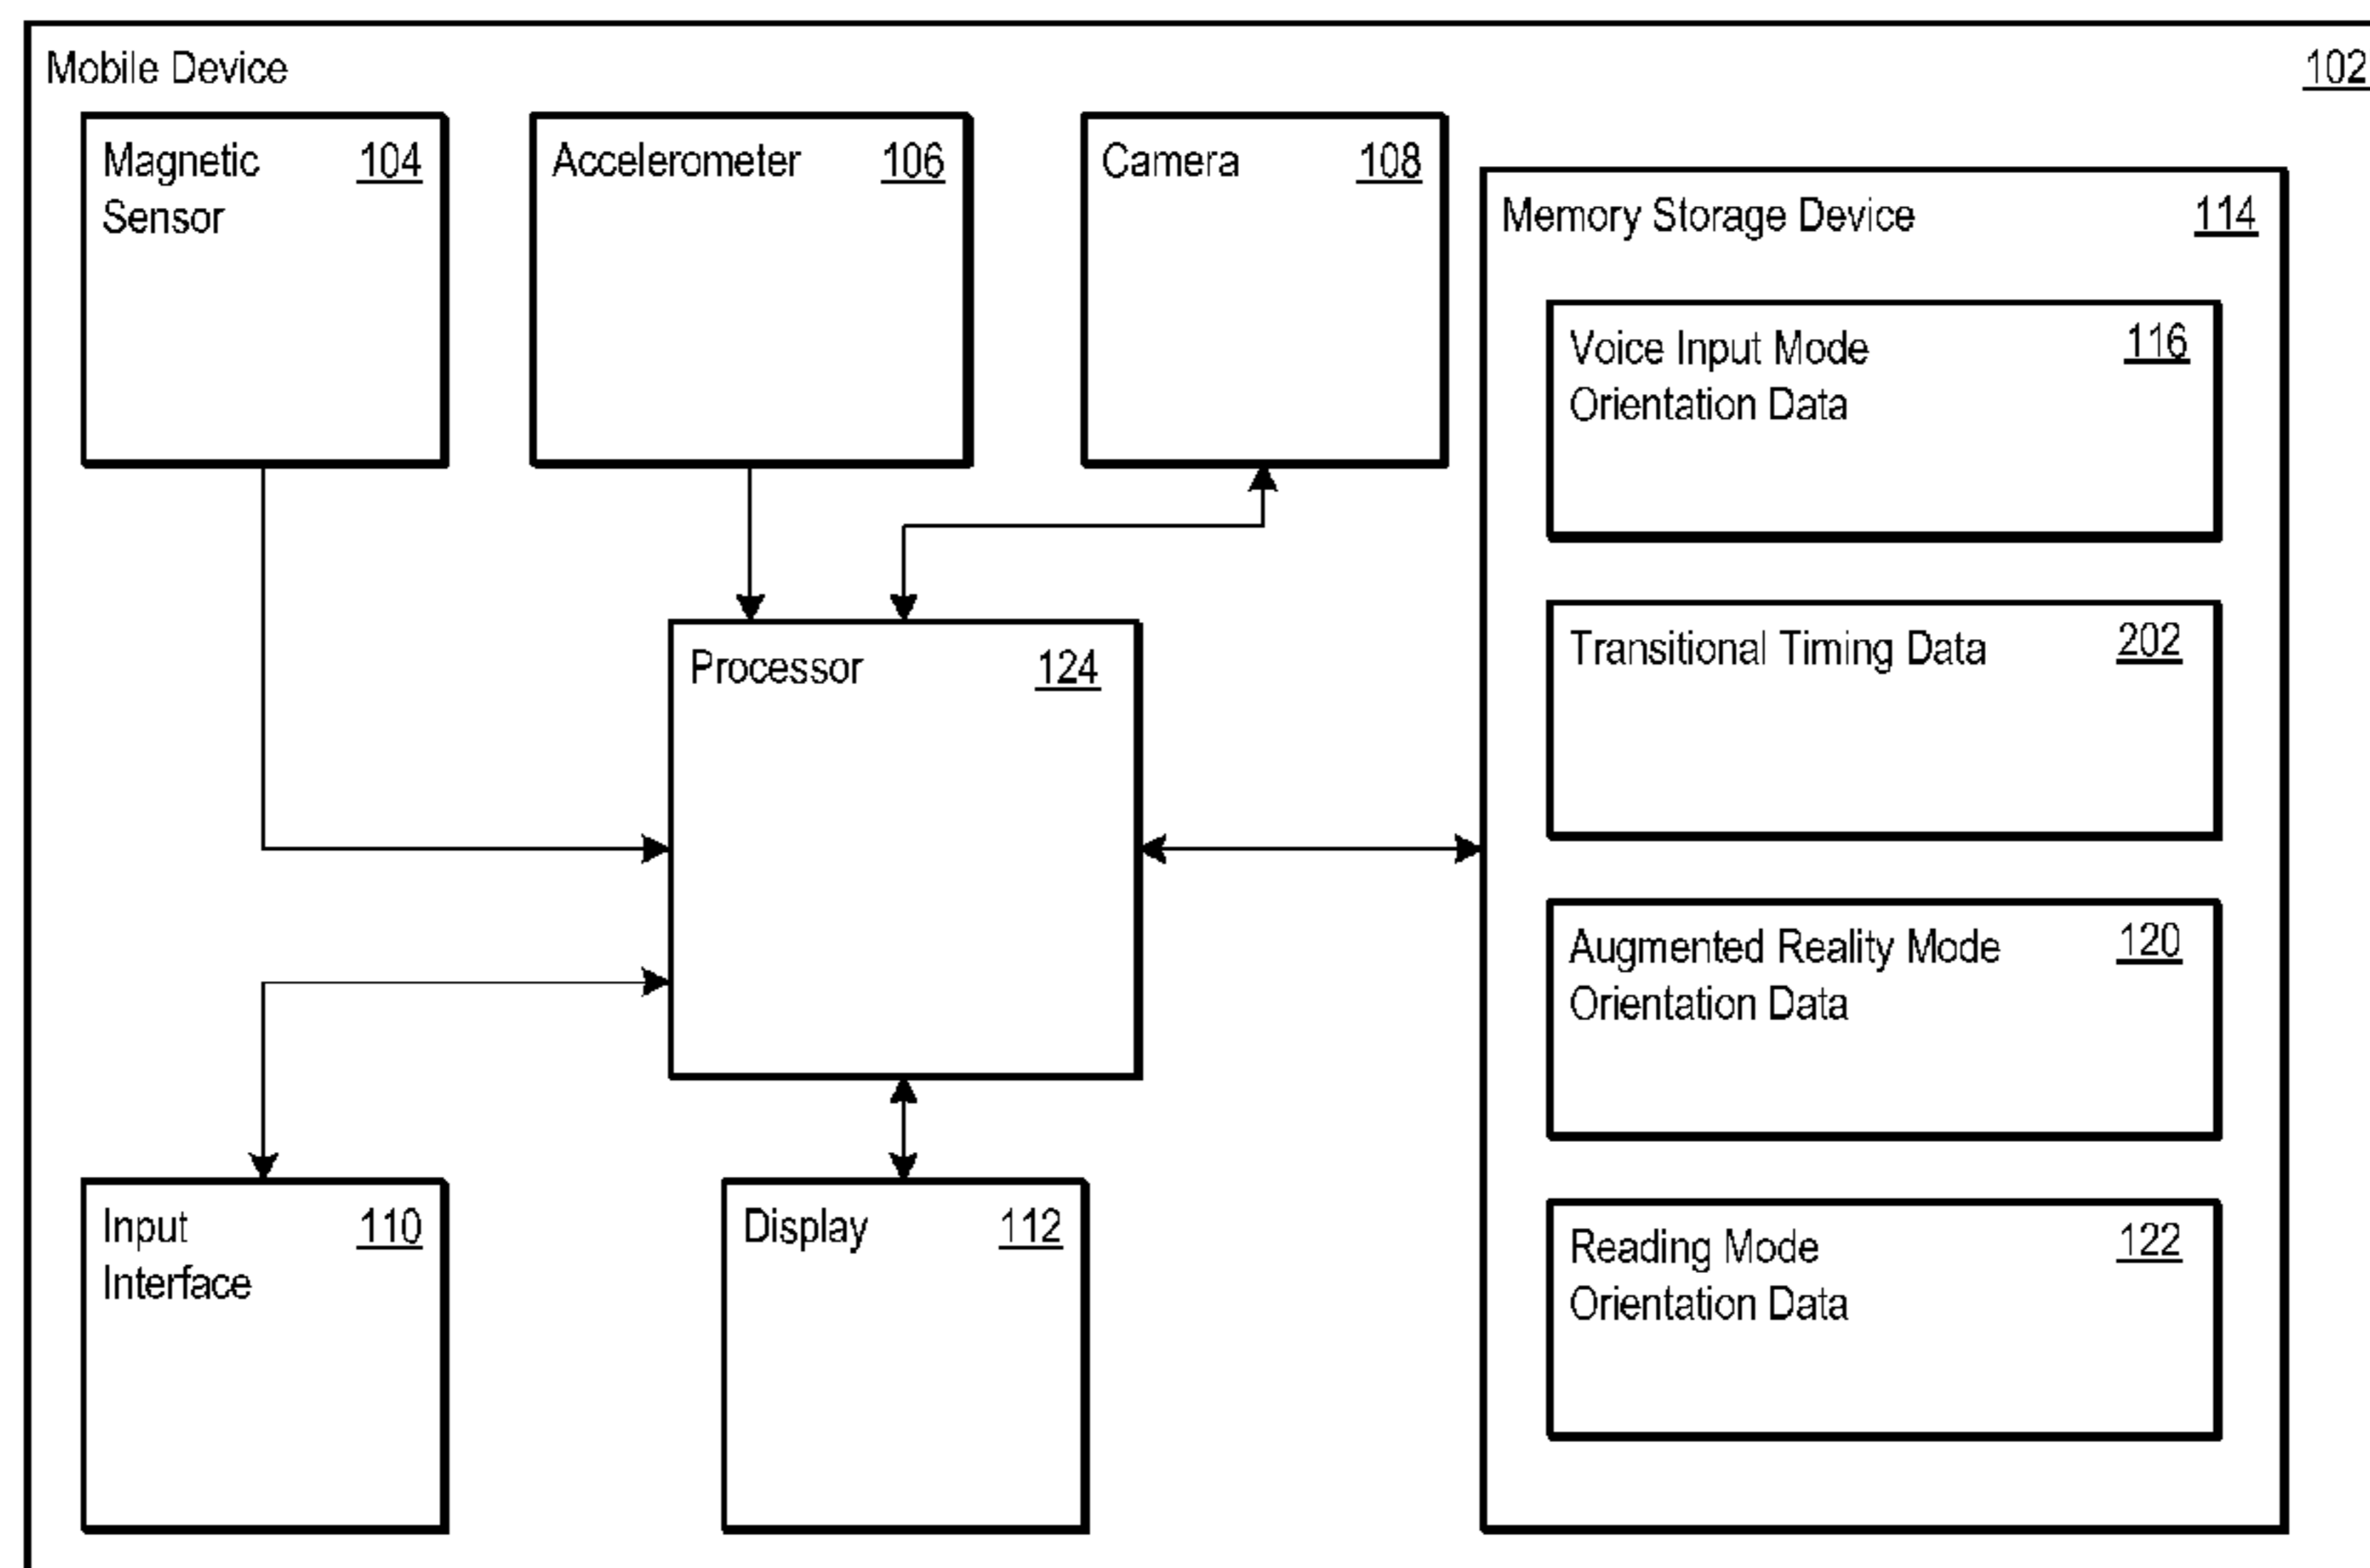 Mobile Device 102
Magnetic 104
Sensor
Accelerometer 106
Camera 108
Memory Storage Device 114
Voice Input Mode 116
Orientation Data
Transitional Timing Data 202
Processor 124
Augmented Reality Mode 120
Orientation Data
Input 110
Interface
Display 112
Reading Mode 122
Orientation Data